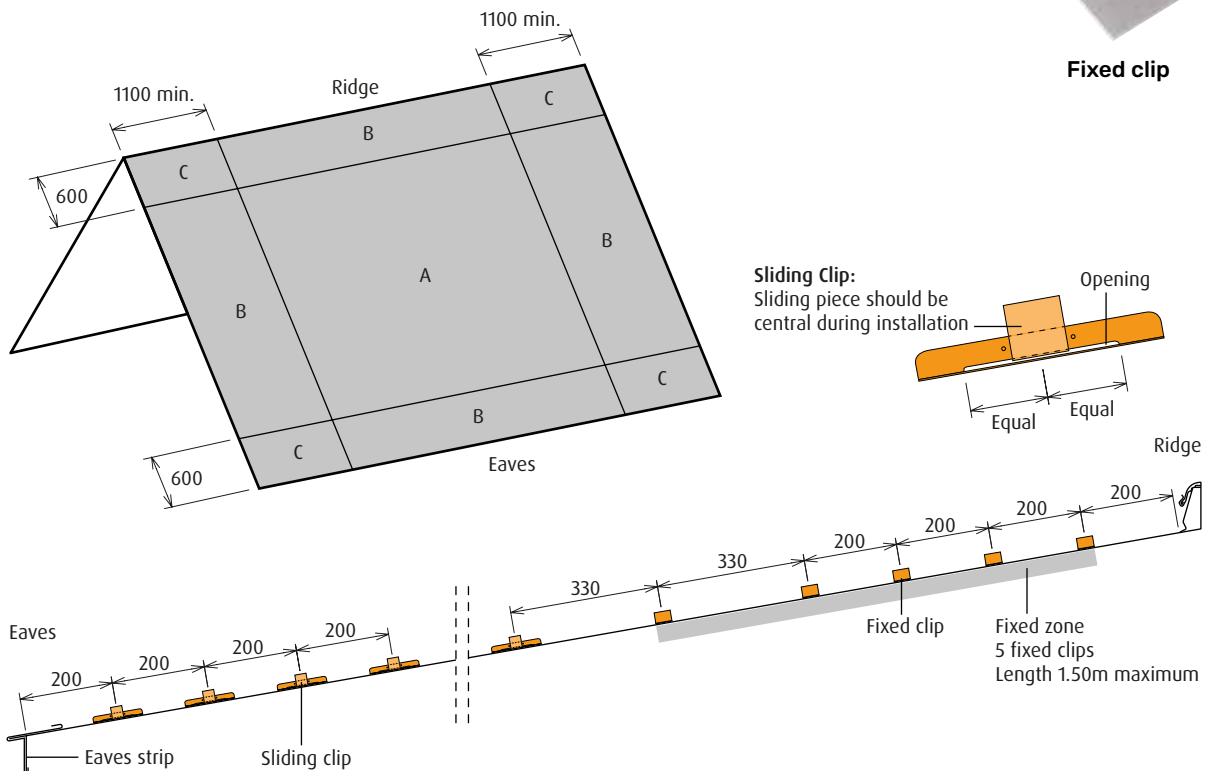 1100 min.
Fixed clip
Ridge
1100 min.
C
B
C
600
B
A
B
Sliding Clip:
Sliding piece should be
central during installation
Opening
Equal
Equal
C
B
C
600
Eaves
Ridge
200
200
200
200
330
330
Fixed clip
Fixed zone
5 fixed clips
Length 1.50m maximum
Eaves
200
200
200
200
Eaves strip
Sliding clip